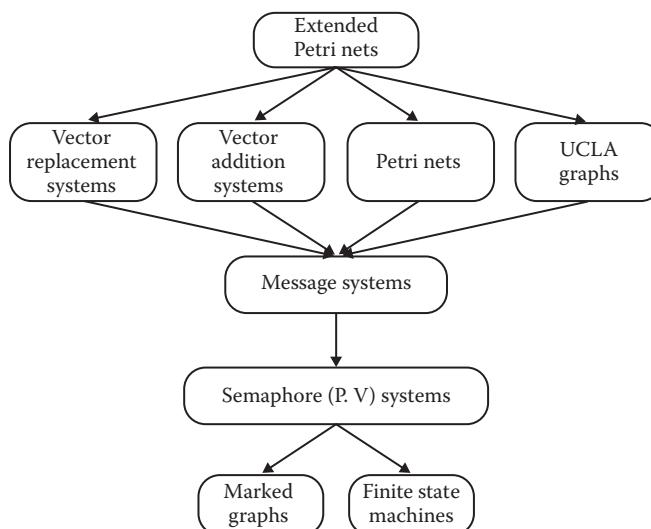 Extended
Petri nets
Vector
replacement
systems
Vector
addition
systems
Petri nets
UCLA
graphs
Message systems
Semaphore (P. V) systems
Marked
graphs
Finite state
machines